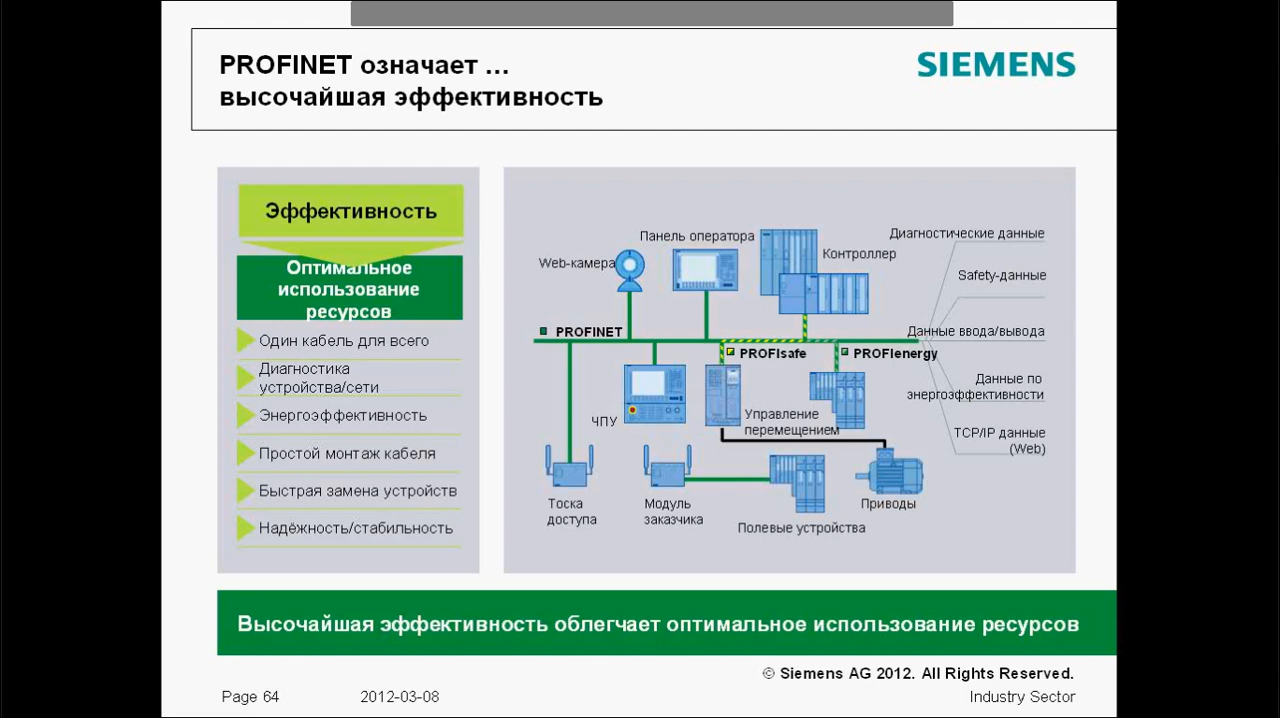 PROFINET означает ...
высочайшая эффективность
SIEMENS
Эффективность
Оптимальное
использование
ресурсов
Один кабель для всего
Диагностика
устройства/сети
Энергоэффективность
Простой монтаж кабеля
Быстрая замена устройств
Надёжность/стабильность
Панель оператора
Web-камера
Контроллер
Диагностические данные
Safety-данные
Данные ввода/вывода
Данные по
энергоэффективности
TCP/IP данные
(Web)
PROFINET
PROFIsafe
PROFIenergy
ЧПУ
Управление
перемещением
Тоска
доступа
Модуль
заказчика
Полевые устройства
Приводы
Высочайшая эффективность облегчает оптимальное использование ресурсов
© Siemens AG 2012. All Rights Reserved.
Page 64
2012-03-08
Industry Sector